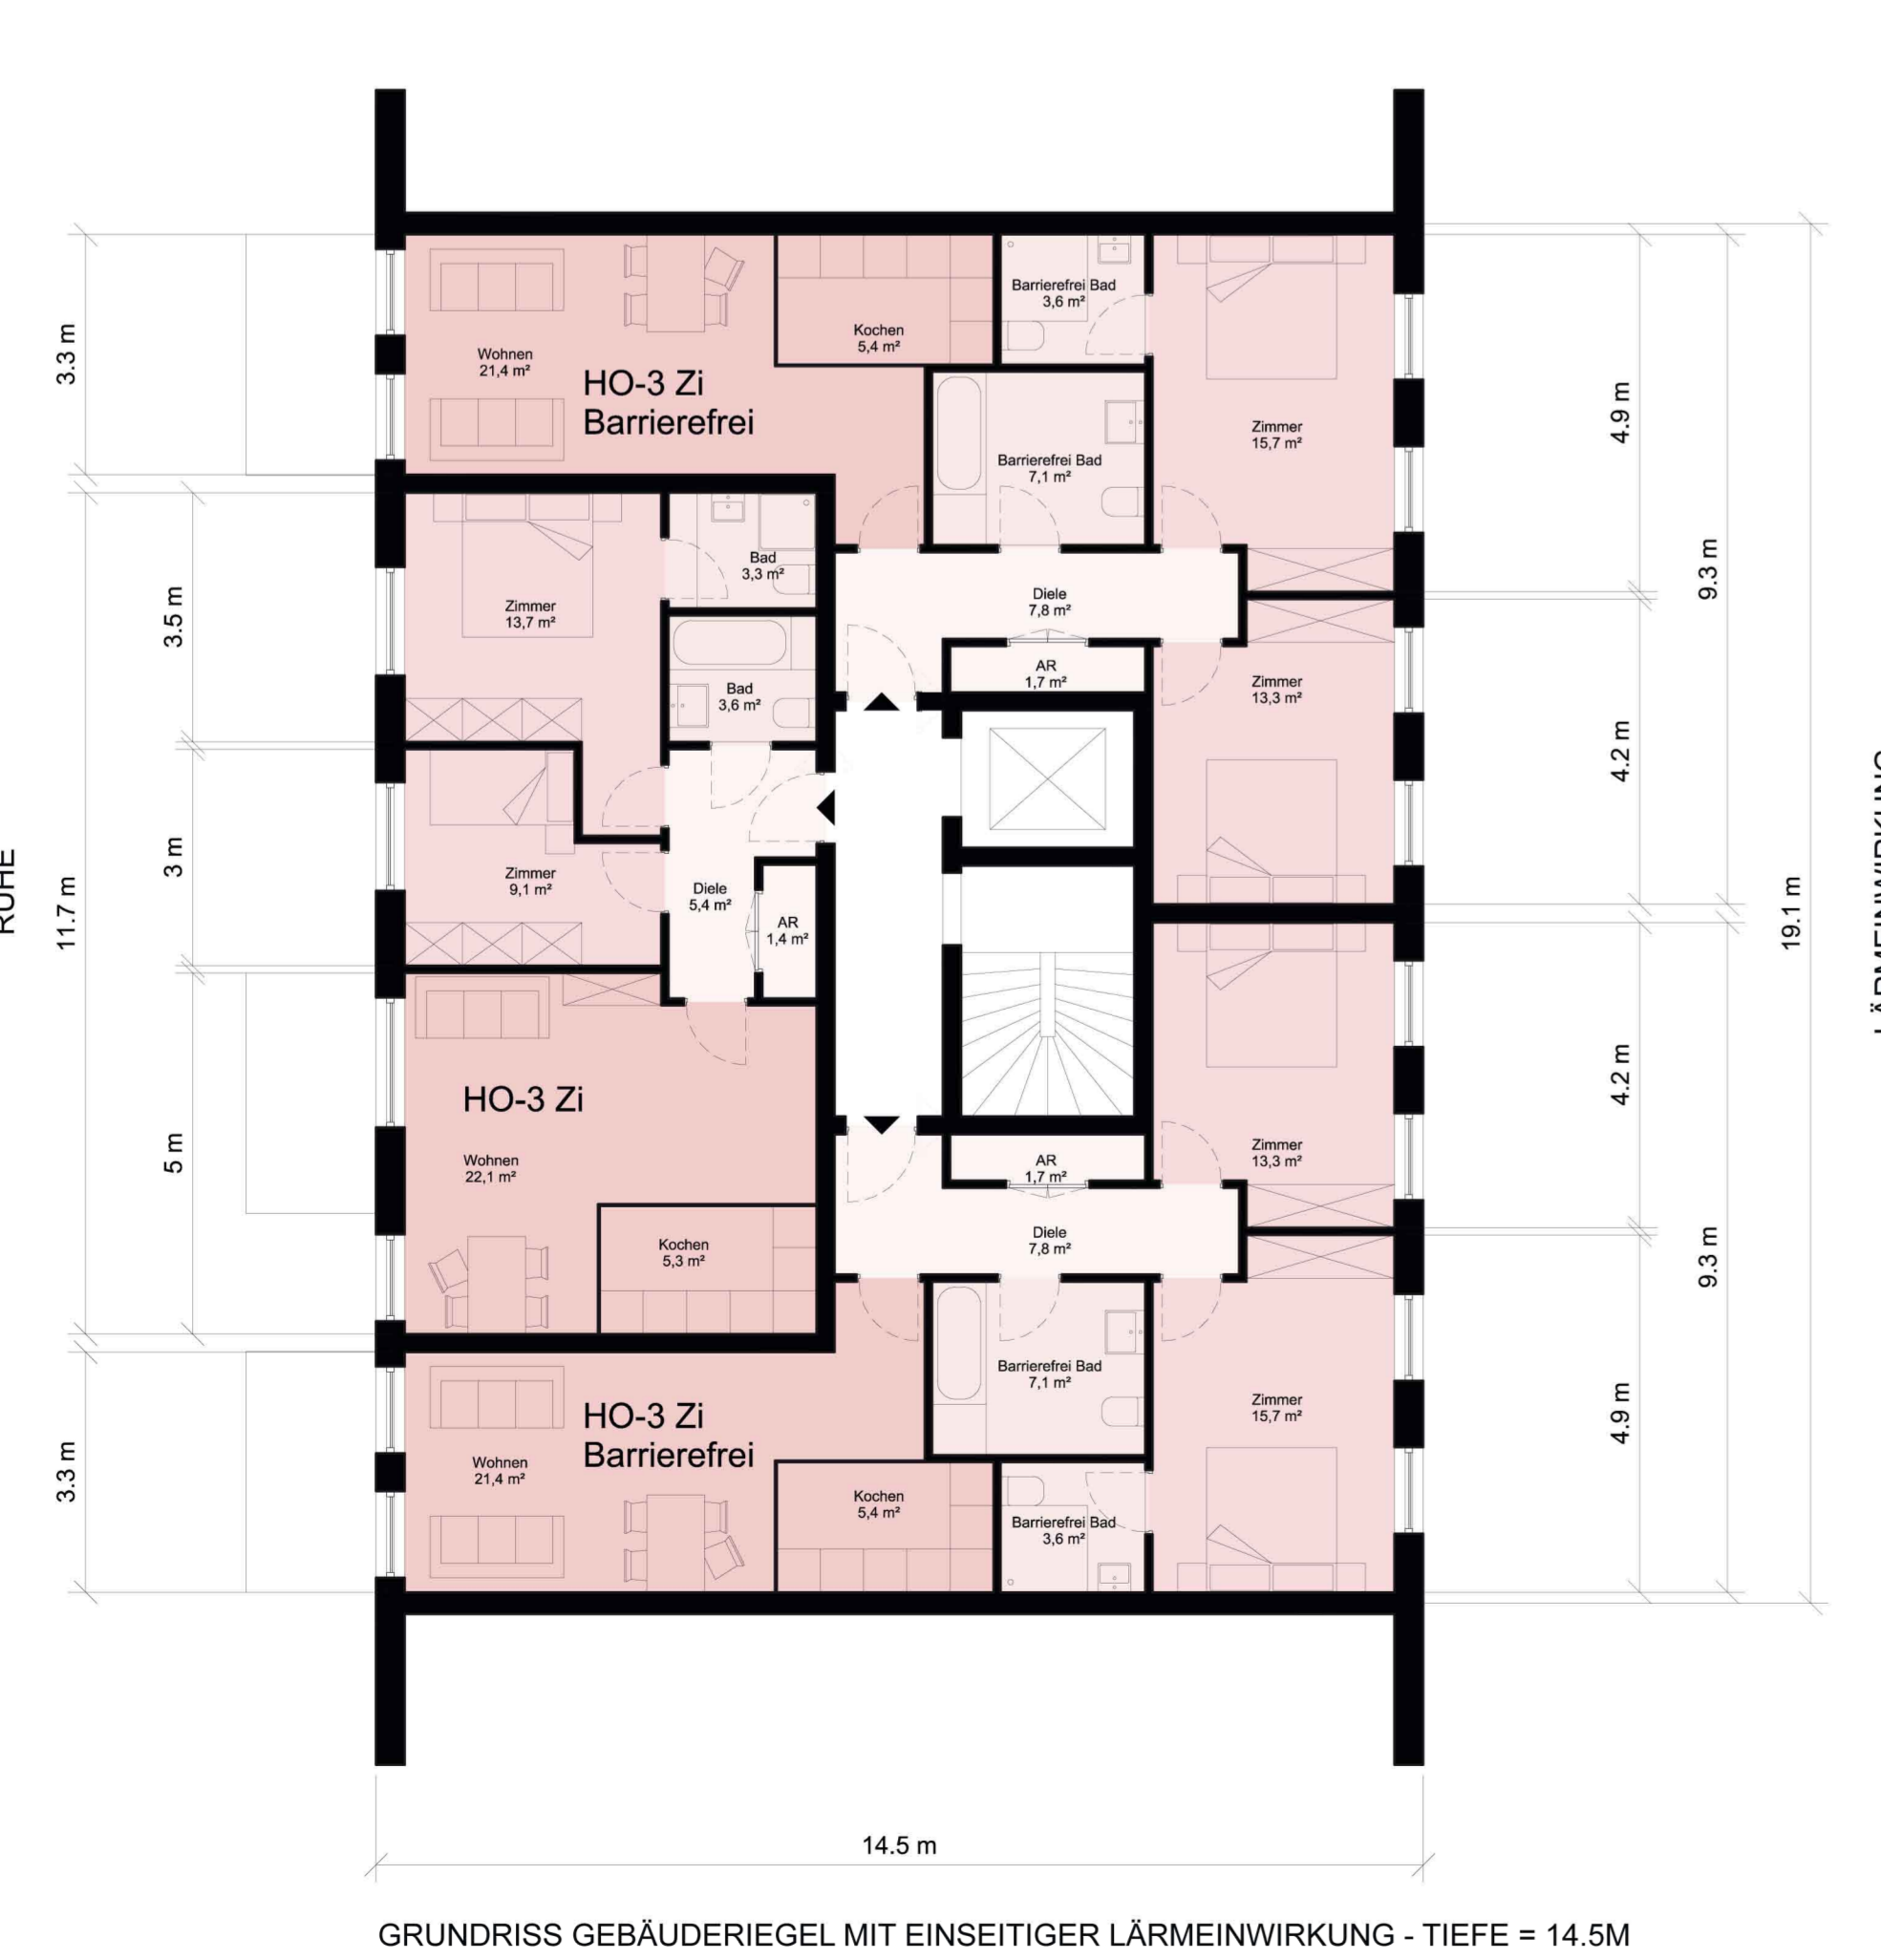 Barrierefrei Bad
3,6 m²
Kochen
5,4 m²
Wohnen
21,4 m²
HO-3 Zi
Barrierefrei
Zimmer
15,7 m²
Barrierefrei Bad
7,1 m²
3.3 m
4.9 m
Bad
3,3 m²
Zimmer
13,7 m²
Diele
7,8 m²
3.5 m
9.3 m
AR
1,7 m²
Bad
3,6 m²
Zimmer
13,3 m²
4.2 m
Zimmer
9,1 m²
Diele
5,4 m²
AR
1,4 m²
3 m
11.7 m
RUHE
19.1 m
LÄRMEINWIRKUNG
HO-3 Zi
Wohnen
22,1 m²
4.2 m
5 m
AR
1,7 m²
Zimmer
13,3 m²
Kochen
5,3 m²
Diele
7,8 m²
9.3 m
Barrierefrei Bad
7,1 m²
Zimmer
15,7 m²
4.9 m
HO-3 Zi
Barrierefrei
Wohnen
21,4 m²
3.3 m
Kochen
5,4 m²
Barrierefrei Bad
3,6 m²
14.5 m
GRUNDRISS GEBÄUDERIEGEL MIT EINSEITIGER LÄRMEINWIRKUNG - TIEFE = 14.5M